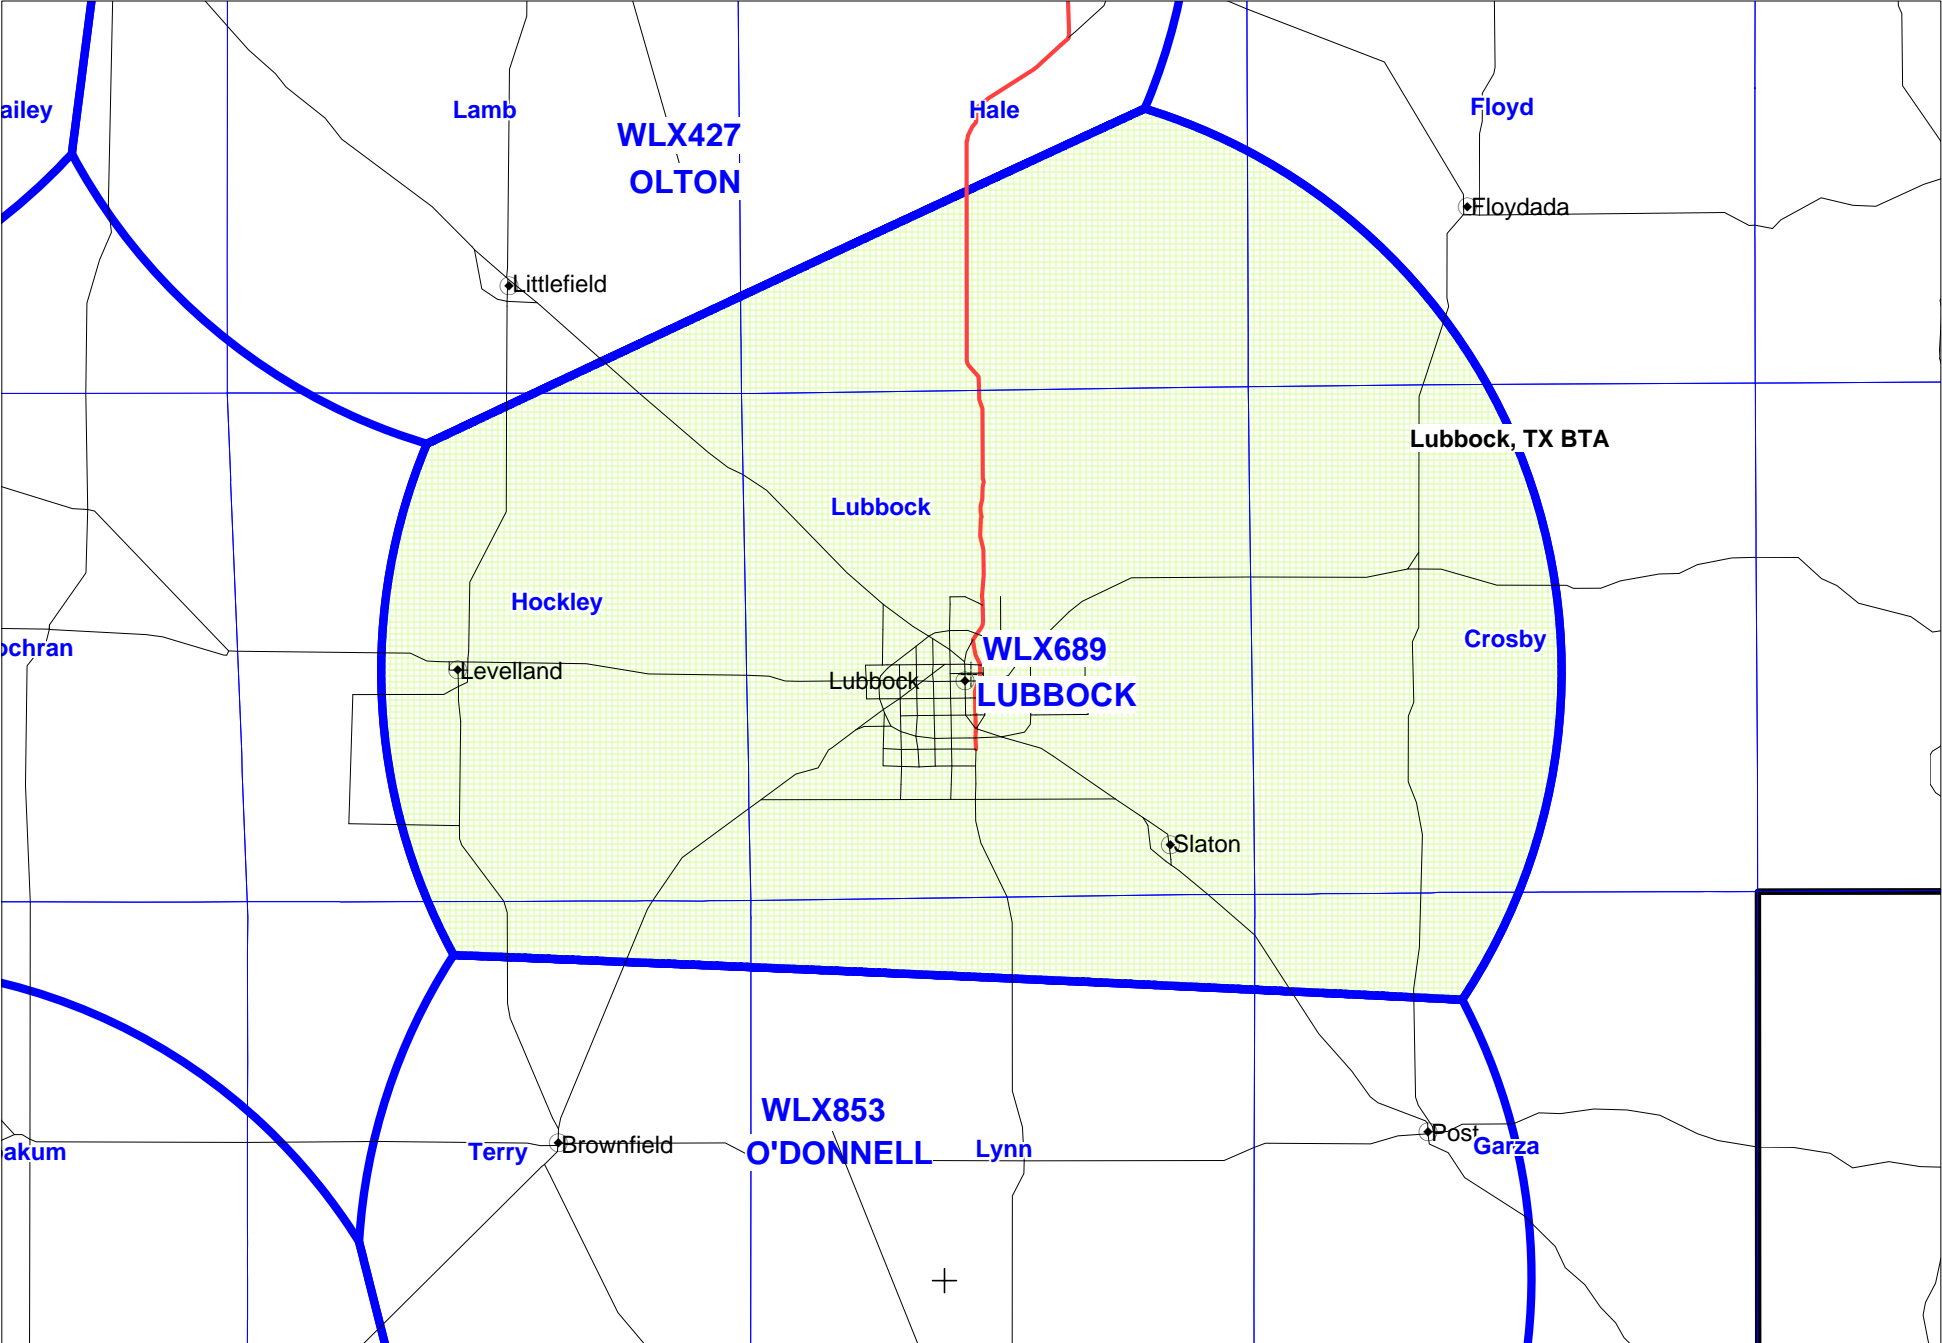 ailey
Lamb
Hale
Floyd
WLX427
OLTON
Floydada
Littlefield
Lubbock, TX BTA
Lubbock
Hockley
ochran
Crosby
WLX689
LUBBOCK
Levelland
Lubbock
Slaton
WLX853
O'DONNELL
akum
Terry
Brownfield
Lynn
Post
Garza